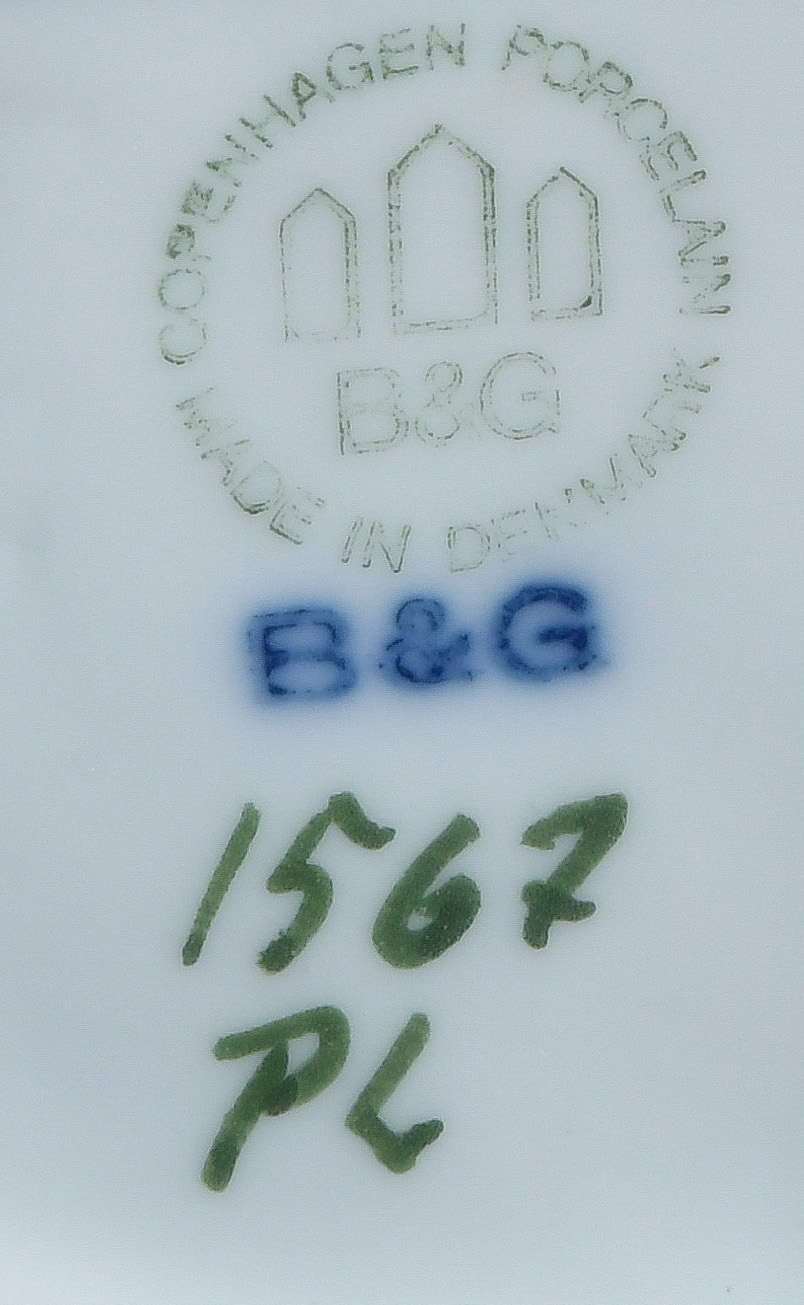 COPENHAGEN PORCELAIN
B&G
MADE IN DENMARK
B&G
1567
PL